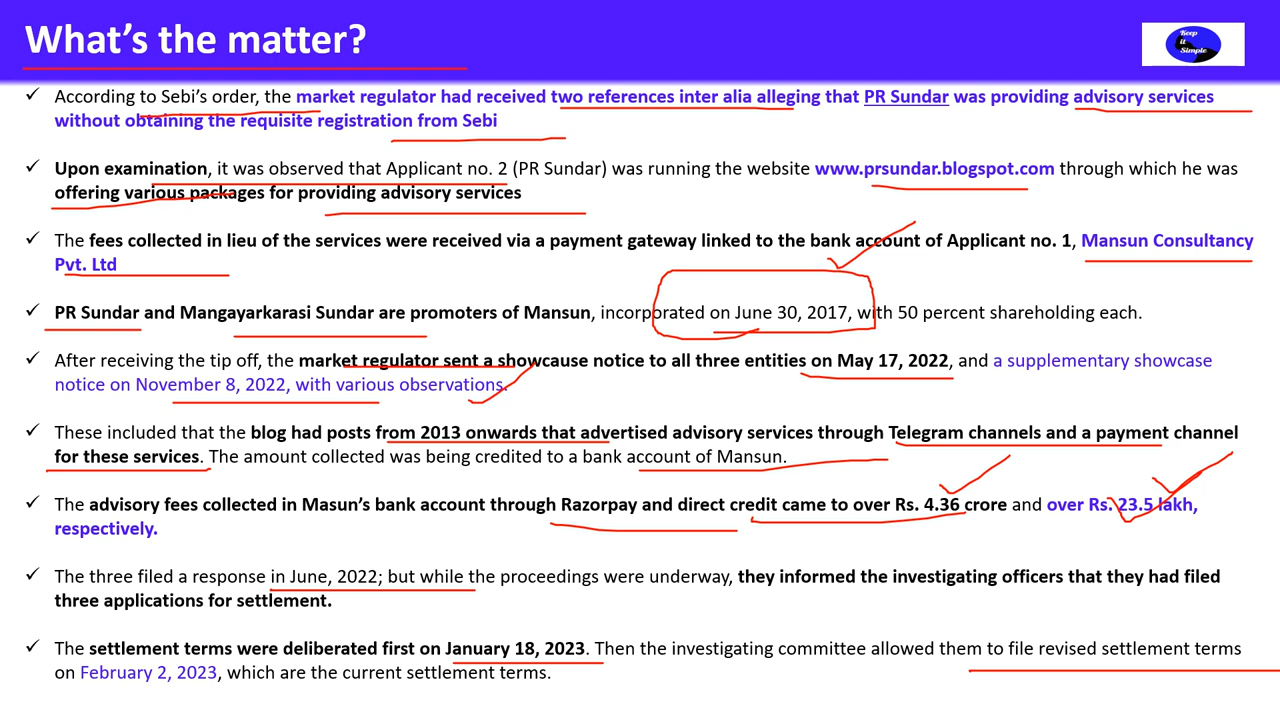 What's the matter?
Keep
it
Simple
According to Sebi's order, the market regulator had received two references inter alia alleging that PR Sundar was providing advisory services
without obtaining the requisite registration from Sebi
Upon examination, it was observed that Applicant no. 2 (PR Sundar) was running the website www.prsundar.blogspot.com through which he was
offering various packages for providing advisory services
The fees collected in lieu of the services were received via a payment gateway linked to the bank account of Applicant no. 1, Mansun Consultancy
Pvt. Ltd
PR Sundar and Mangayarkarasi Sundar are promoters of Mansun, incorporated on June 30, 2017, with 50 percent shareholding each.
After receiving the tip off, the market regulator sent a showcause notice to all three entities on May 17, 2022, and a supplementary showcase
notice on November 8, 2022, with various observations.
These included that the blog had posts from 2013 onwards that advertised advisory services through Telegram channels and a payment channel
for these services. The amount collected was being credited to a bank account of Mansun.
The advisory fees collected in Masun's bank account through Razorpay and direct credit came to over Rs. 4.36 crore and over Rs. 23.5 lakh,
respectively.
The three filed a response in June, 2022; but while the proceedings were underway, they informed the investigating officers that they had filed
three applications for settlement.
The settlement terms were deliberated first on January 18, 2023. Then the investigating committee allowed them to file revised settlement terms
on February 2, 2023, which are the current settlement terms.